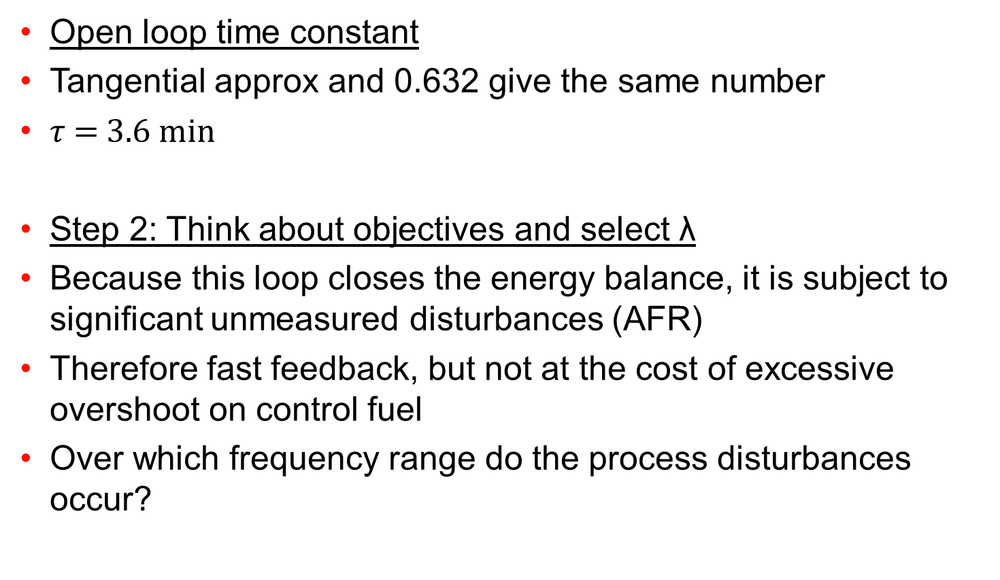 • Open loop time constant
• Tangential approx and 0.632 give the same number
• τ = 3.6 min
• Step 2: Think about objectives and select λ
• Because this loop closes the energy balance, it is subject to
significant unmeasured disturbances (AFR)
• Therefore fast feedback, but not at the cost of excessive
overshoot on control fuel
• Over which frequency range do the process disturbances
occur?